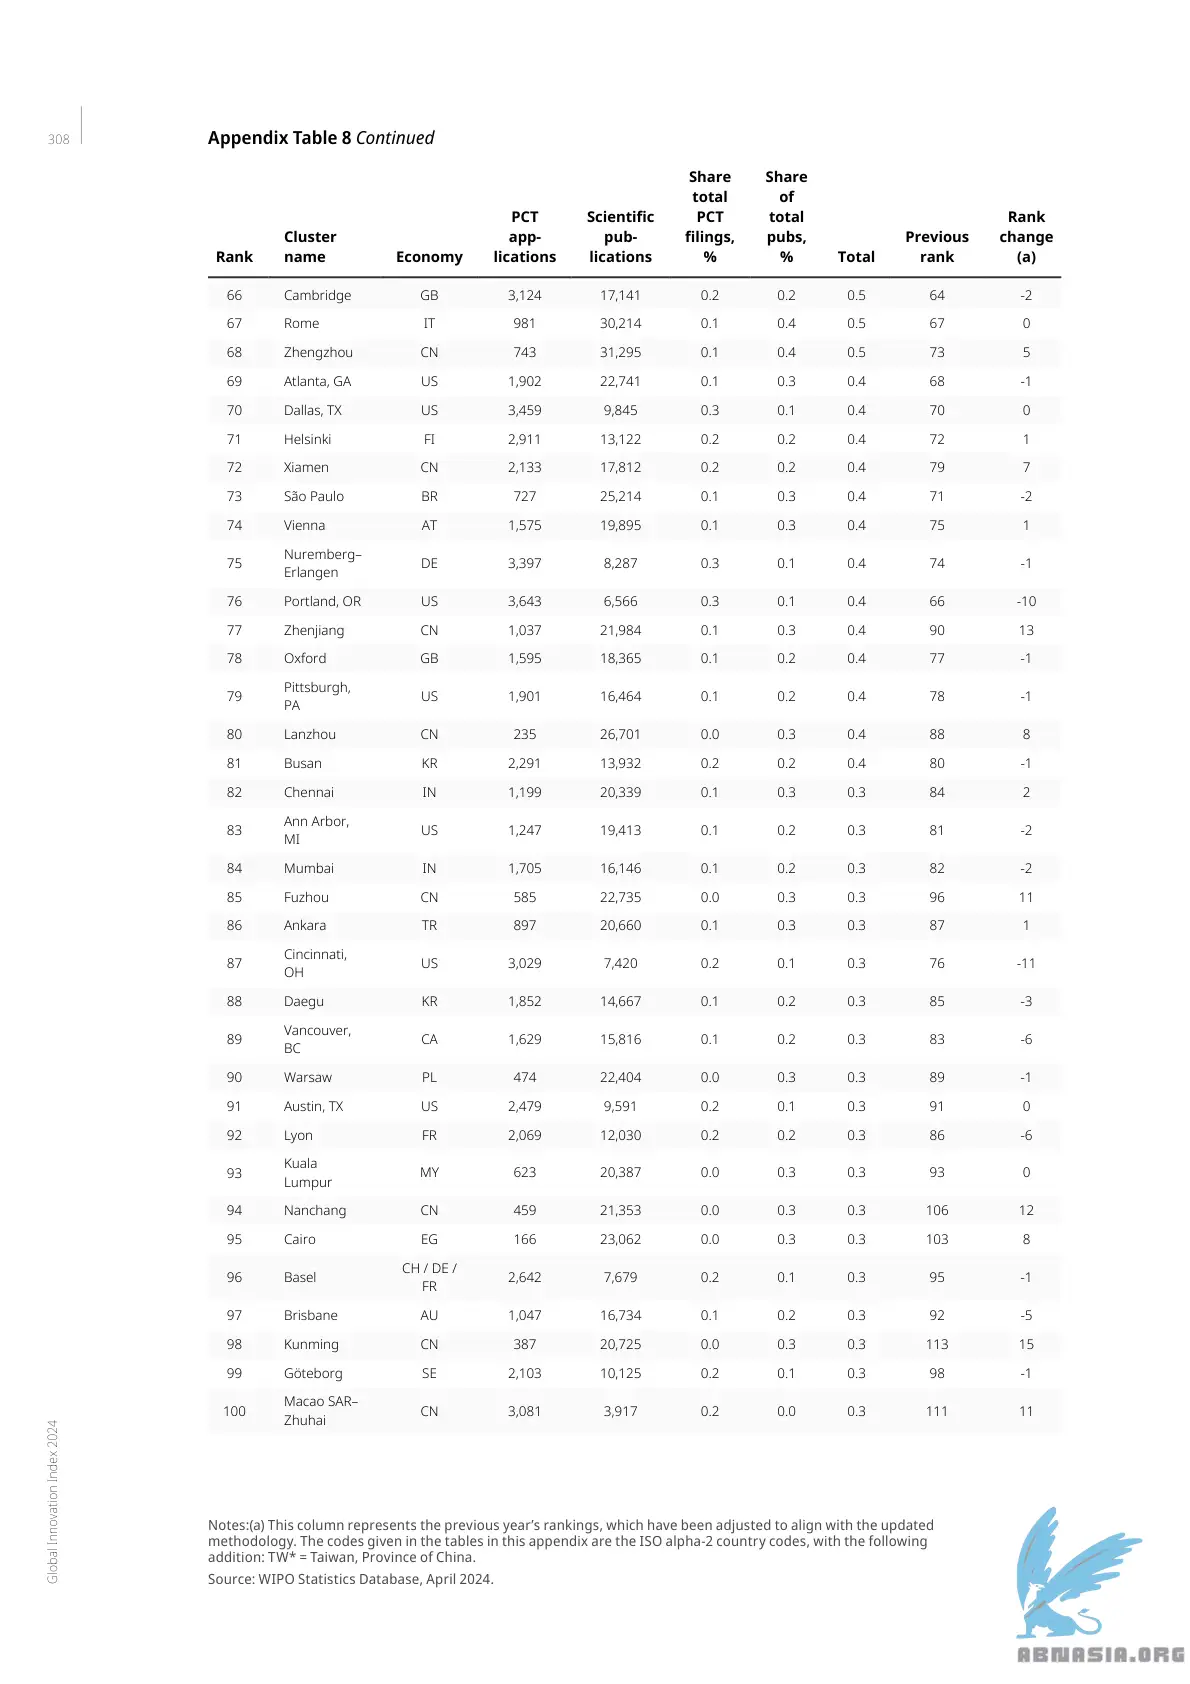 308
Appendix Table 8 Continued
Rank Cluster name Economy PCT app-lications Scientific pub-lications Share total PCT filings, % Share of total pubs, % Total Previous rank Rank change (a)
66 Cambridge GB 3,124 17,141 0.2 0.2 0.5 64 -2
67 Rome IT 981 30,214 0.1 0.4 0.5 67 0
68 Zhengzhou CN 743 31,295 0.1 0.4 0.5 73 5
69 Atlanta, GA US 1,902 22,741 0.1 0.3 0.4 68 -1
70 Dallas, TX US 3,459 9,845 0.3 0.1 0.4 70 0
71 Helsinki FI 2,911 13,122 0.2 0.2 0.4 72 1
72 Xiamen CN 2,133 17,812 0.2 0.2 0.4 79 7
73 São Paulo BR 727 25,214 0.1 0.3 0.4 71 -2
74 Vienna AT 1,575 19,895 0.1 0.3 0.4 75 1
75 Nuremberg–Erlangen DE 3,397 8,287 0.3 0.1 0.4 74 -1
76 Portland, OR US 3,643 6,566 0.3 0.1 0.4 66 -10
77 Zhenjiang CN 1,037 21,984 0.1 0.3 0.4 90 13
78 Oxford GB 1,595 18,365 0.1 0.2 0.4 77 -1
79 Pittsburgh, PA US 1,901 16,464 0.1 0.2 0.4 78 -1
80 Lanzhou CN 235 26,701 0.0 0.3 0.4 88 8
81 Busan KR 2,291 13,932 0.2 0.2 0.4 80 -1
82 Chennai IN 1,199 20,339 0.1 0.3 0.3 84 2
83 Ann Arbor, MI US 1,247 19,413 0.1 0.2 0.3 81 -2
84 Mumbai IN 1,705 16,146 0.1 0.2 0.3 82 -2
85 Fuzhou CN 585 22,735 0.0 0.3 0.3 96 11
86 Ankara TR 897 20,660 0.1 0.3 0.3 87 1
87 Cincinnati, OH US 3,029 7,420 0.2 0.1 0.3 76 -11
88 Daegu KR 1,852 14,667 0.1 0.2 0.3 85 -3
89 Vancouver, BC CA 1,629 15,816 0.1 0.2 0.3 83 -6
90 Warsaw PL 474 22,404 0.0 0.3 0.3 89 -1
91 Austin, TX US 2,479 9,591 0.2 0.1 0.3 91 0
92 Lyon FR 2,069 12,030 0.2 0.2 0.3 86 -6
93 Kuala Lumpur MY 623 20,387 0.0 0.3 0.3 93 0
94 Nanchang CN 459 21,353 0.0 0.3 0.3 106 12
95 Cairo EG 166 23,062 0.0 0.3 0.3 103 8
96 Basel CH / DE / FR 2,642 7,679 0.2 0.1 0.3 95 -1
97 Brisbane AU 1,047 16,734 0.1 0.2 0.3 92 -5
98 Kunming CN 387 20,725 0.0 0.3 0.3 113 15
99 Göteborg SE 2,103 10,125 0.2 0.1 0.3 98 -1
100 Macao SAR–Zhuhai CN 3,081 3,917 0.2 0.0 0.3 111 11
Notes:(a) This column represents the previous year’s rankings, which have been adjusted to align with the updated
methodology. The codes given in the tables in this appendix are the ISO alpha-2 country codes, with the following
addition: TW* = Taiwan, Province of China.
Source: WIPO Statistics Database, April 2024.
Global Innovation Index 2024
ABNASIA.ORG